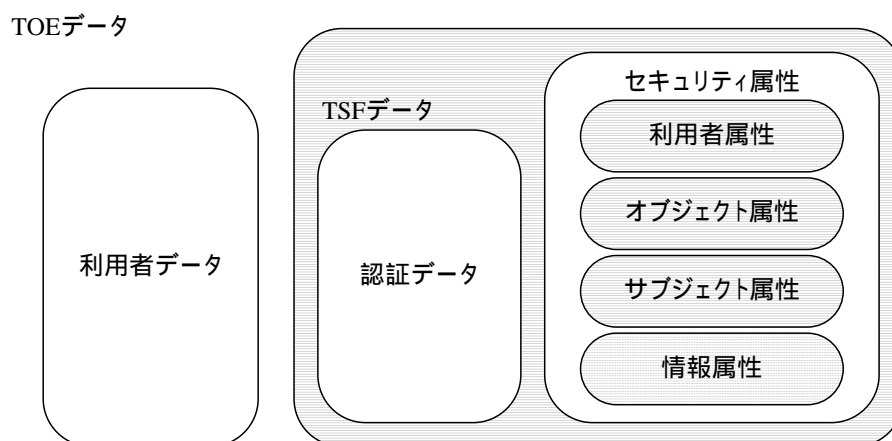 TOEデータ
利用者データ
TSFデータ
認証データ
セキュリティ属性
利用者属性
オブジェクト属性
サブジェクト属性
情報属性